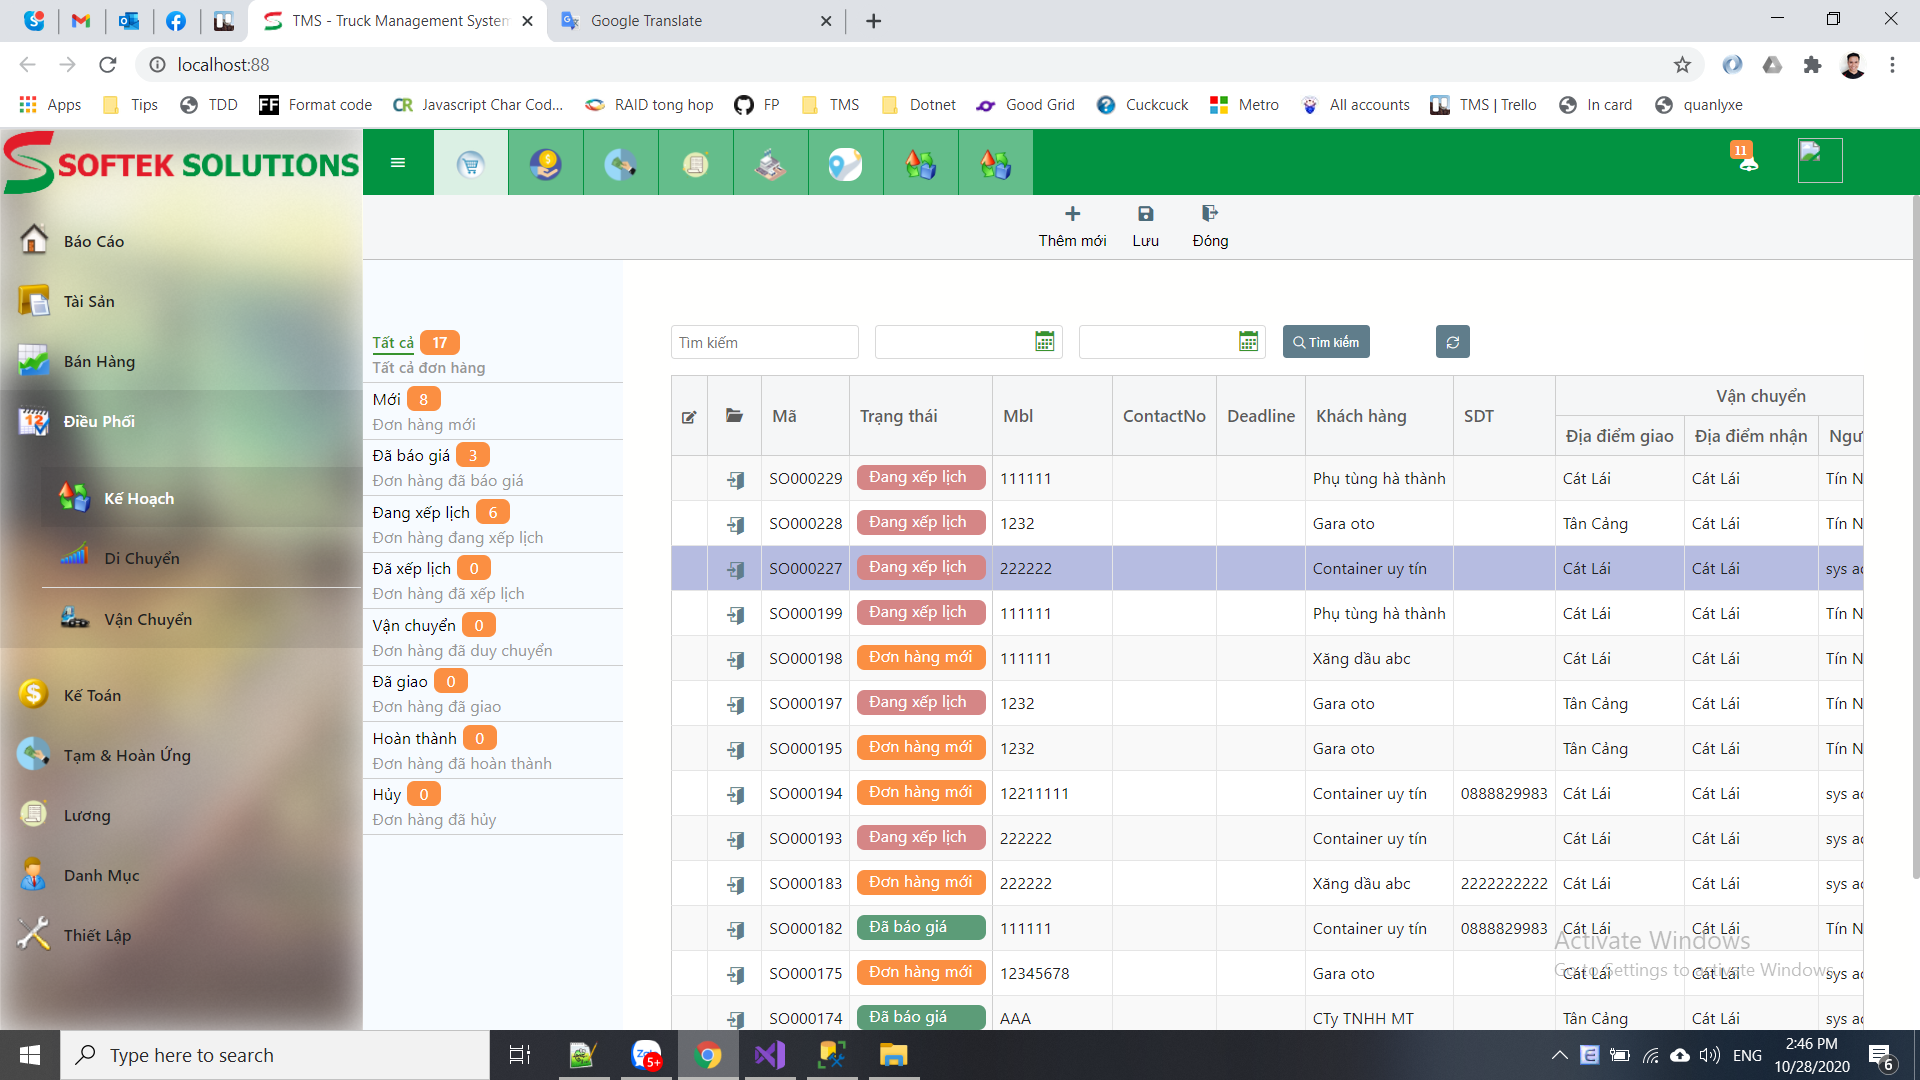 TMS - Truck Management System
Google Translate
localhost:88
Apps
Tips
TDD
FF
Format code
CR
Javascript Char Cod...
RAID tong hop
FP
TMS
Dotnet
Good Grid
Cuckcuck
Metro
All accounts
TMS | Trello
In card
quanlyxe
SOFTEK SOLUTIONS
11
Thêm mới
Lưu
Đóng
Báo Cáo
Tài Sản
Bán Hàng
Điều Phối
Kế Hoạch
Di Chuyển
Vận Chuyển
Kế Toán
Tạm & Hoàn Ứng
Lương
Danh Mục
Thiết Lập
Tất cả 17
Tất cả đơn hàng
Mới 8
Đơn hàng mới
Đã báo giá 3
Đơn hàng đã báo giá
Đang xếp lịch 6
Đơn hàng đang xếp lịch
Đã xếp lịch 0
Đơn hàng đã xếp lịch
Vận chuyển 0
Đơn hàng đã duy chuyển
Đã giao 0
Đơn hàng đã giao
Hoàn thành 0
Đơn hàng đã hoàn thành
Hủy 0
Đơn hàng đã hủy
Tìm kiếm
Tìm kiếm
Mã Trạng thái Mbl ContactNo Deadline Khách hàng SDT Vận chuyển
Địa điểm giao Địa điểm nhận Ngư
SO000229 Đang xếp lịch 111111 Phụ tùng hà thành Cát Lái Cát Lái Tín N
SO000228 Đang xếp lịch 1232 Gara oto Tân Cảng Cát Lái Tín N
SO000227 Đang xếp lịch 222222 Container uy tín Cát Lái Cát Lái sys ac
SO000199 Đang xếp lịch 111111 Phụ tùng hà thành Cát Lái Cát Lái Tín N
SO000198 Đơn hàng mới 111111 Xăng dầu abc Cát Lái Cát Lái Tín N
SO000197 Đang xếp lịch 1232 Gara oto Tân Cảng Cát Lái Tín N
SO000195 Đơn hàng mới 1232 Gara oto Tân Cảng Cát Lái Tín N
SO000194 Đơn hàng mới 12211111 Container uy tín 0888829983 Cát Lái Cát Lái sys ac
SO000193 Đang xếp lịch 222222 Container uy tín Cát Lái Cát Lái sys ac
SO000183 Đơn hàng mới 222222 Xăng dầu abc 2222222222 Cát Lái Cát Lái sys ac
SO000182 Đã báo giá 111111 Container uy tín 0888829983 Cát Lái Cát Lái Tín N
SO000175 Đơn hàng mới 12345678 Gara oto Cát Lái Cát Lái sys ac
SO000174 Đã báo giá AAA CTy TNHH MT Tân Cảng Cát Lái sys ac
Activate Windows
Go to Settings to activate Windows.
Type here to search
5+
ENG
2:46 PM
10/28/2020
6